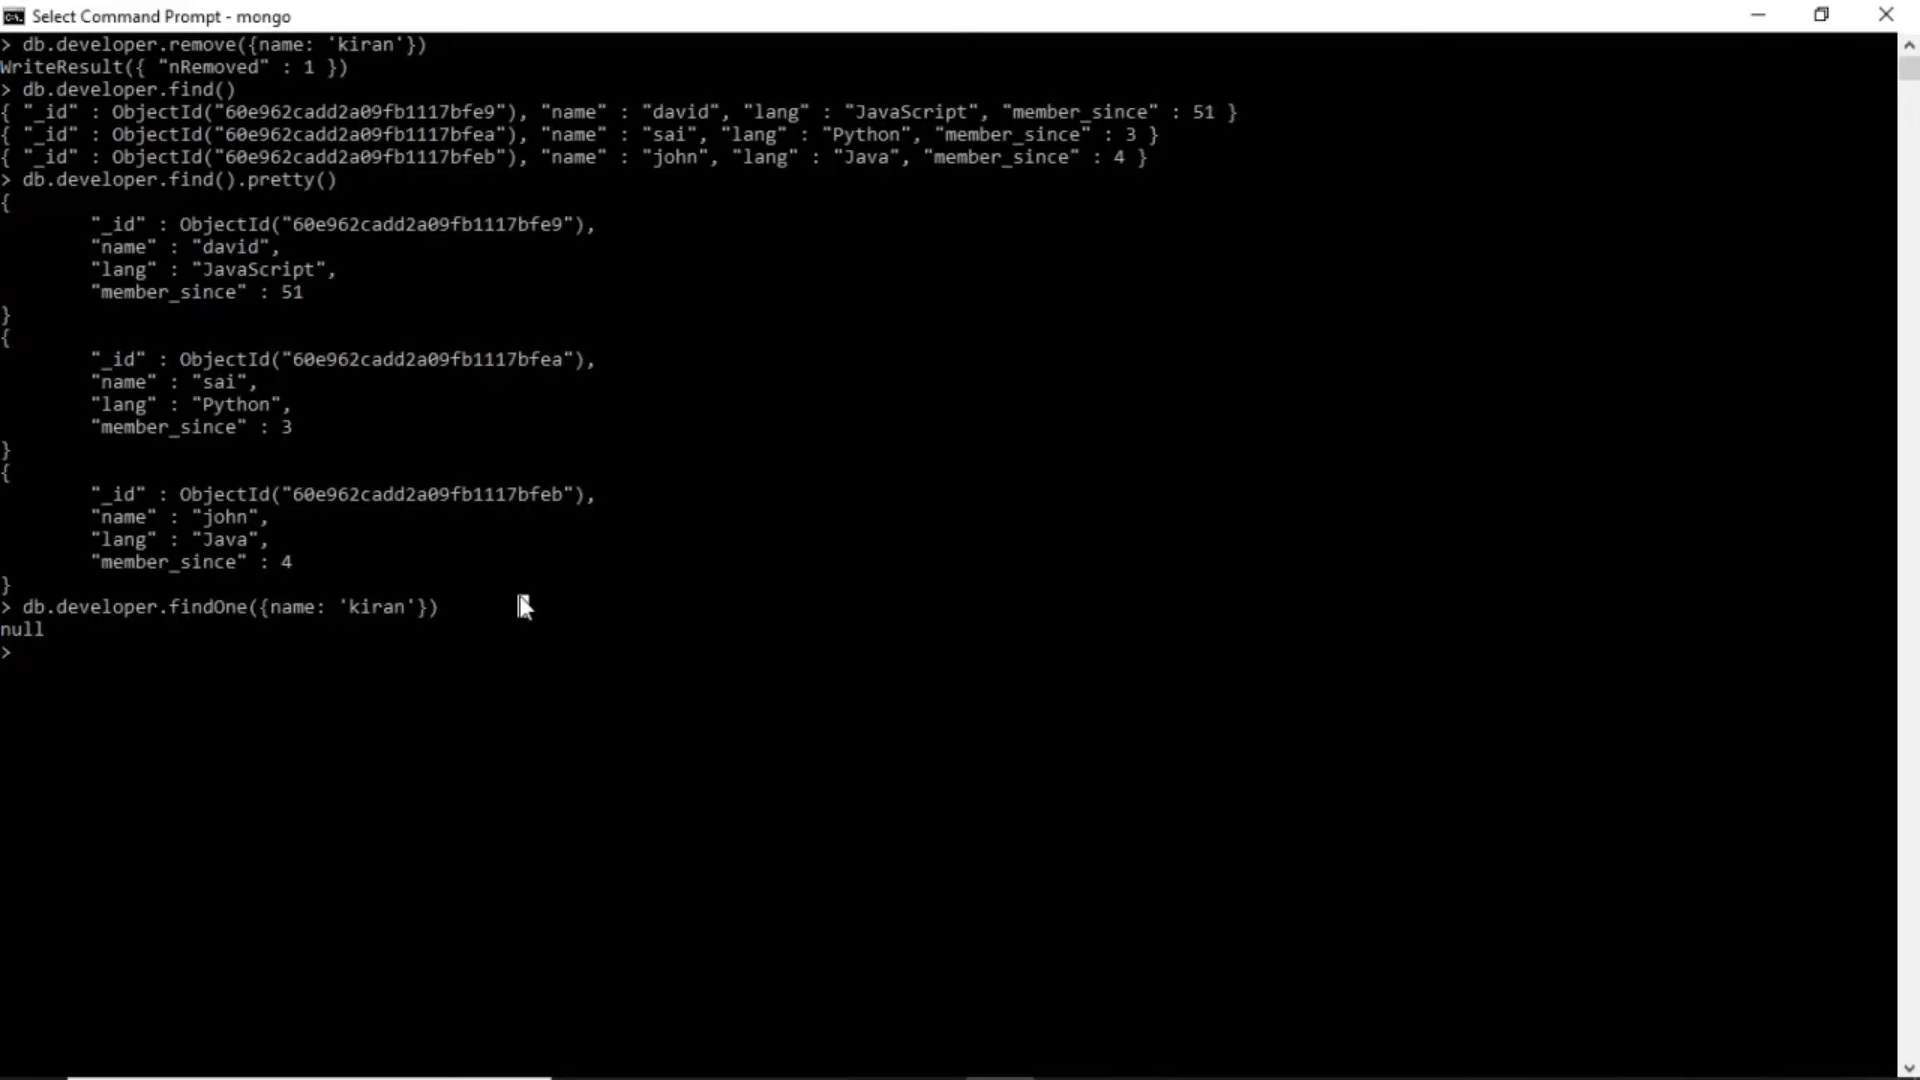 Select Command Prompt - mongo
> db.developer.remove({name: 'kiran'})
WriteResult({ "nRemoved" : 1 })
> db.developer.find()
{ "_id" : ObjectId("60e962cadd2a09fb1117bfe9"), "name" : "david", "lang" : "JavaScript", "member_since" : 51 }
{ "_id" : ObjectId("60e962cadd2a09fb1117bfea"), "name" : "sai", "lang" : "Python", "member_since" : 3 }
{ "_id" : ObjectId("60e962cadd2a09fb1117bfeb"), "name" : "john", "lang" : "Java", "member_since" : 4 }
> db.developer.find().pretty()
{
"_id" : ObjectId("60e962cadd2a09fb1117bfe9"),
"name" : "david",
"lang" : "JavaScript",
"member_since" : 51
}
{
"_id" : ObjectId("60e962cadd2a09fb1117bfea"),
"name" : "sai",
"lang" : "Python",
"member_since" : 3
}
{
"_id" : ObjectId("60e962cadd2a09fb1117bfeb"),
"name" : "john",
"lang" : "Java",
"member_since" : 4
}
> db.developer.findOne({name: 'kiran'})
null
>